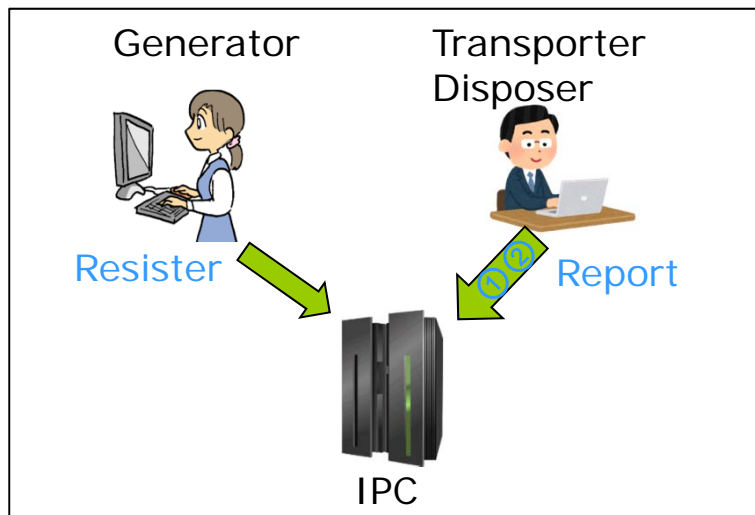 Generator
Transporter
Disposer
Resister
①②
Report
IPC